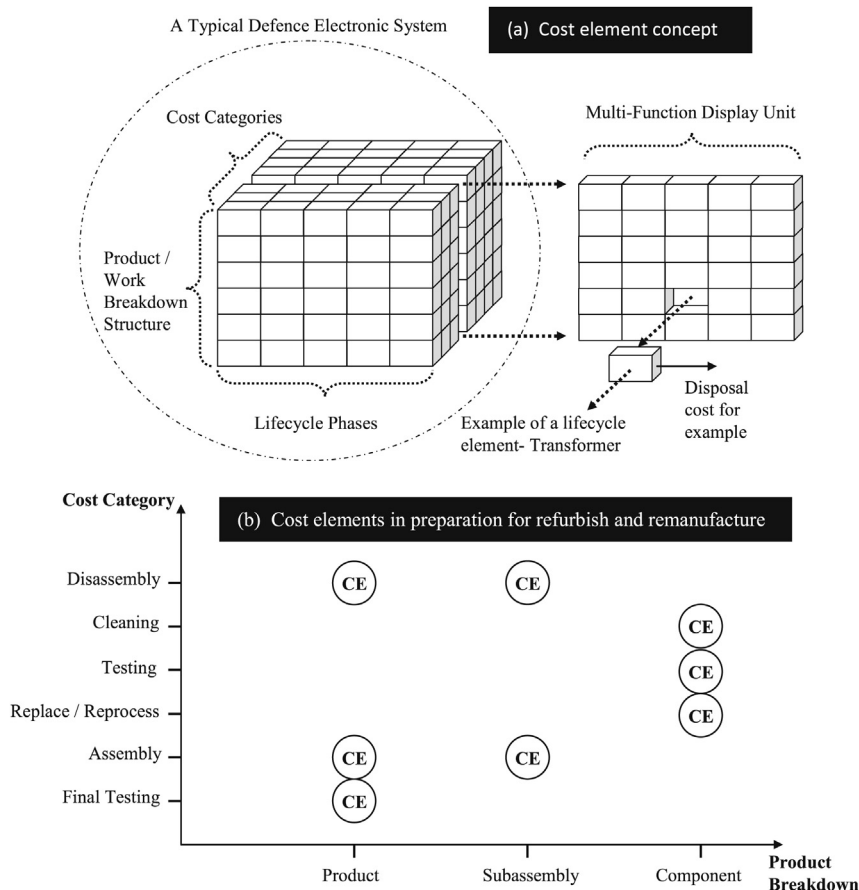 A Typical Defence Electronic System
(a) Cost element concept
Cost Categories
Multi-Function Display Unit
Product /
Work
Breakdown
Structure
Lifecycle Phases
Example of a lifecycle
element- Transformer
Disposal
cost for
example
Cost Category
(b) Cost elements in preparation for refurbish and remanufacture
Disassembly
CE
CE
Cleaning
CE
Testing
CE
Replace / Reprocess
CE
Assembly
CE
CE
Final Testing
CE
Product
Subassembly
Component
Product
Breakdown